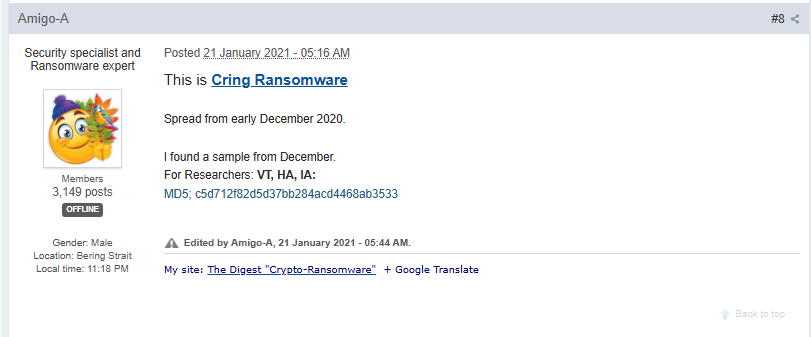 Amigo-A
#8
Security specialist and
Ransomware expert
Members
3,149 posts
OFFLINE
Gender: Male
Location: Bering Strait
Local time: 11:18 PM
Posted 21 January 2021 - 05:16 AM
This is Cring Ransomware
Spread from early December 2020.
I found a sample from December.
For Researchers: VT, HA, IA:
MD5; c5d712f82d5d37bb284acd4468ab3533
Edited by Amigo-A, 21 January 2021 - 05:44 AM.
My site: The Digest "Crypto-Ransomware" + Google Translate
Back to top